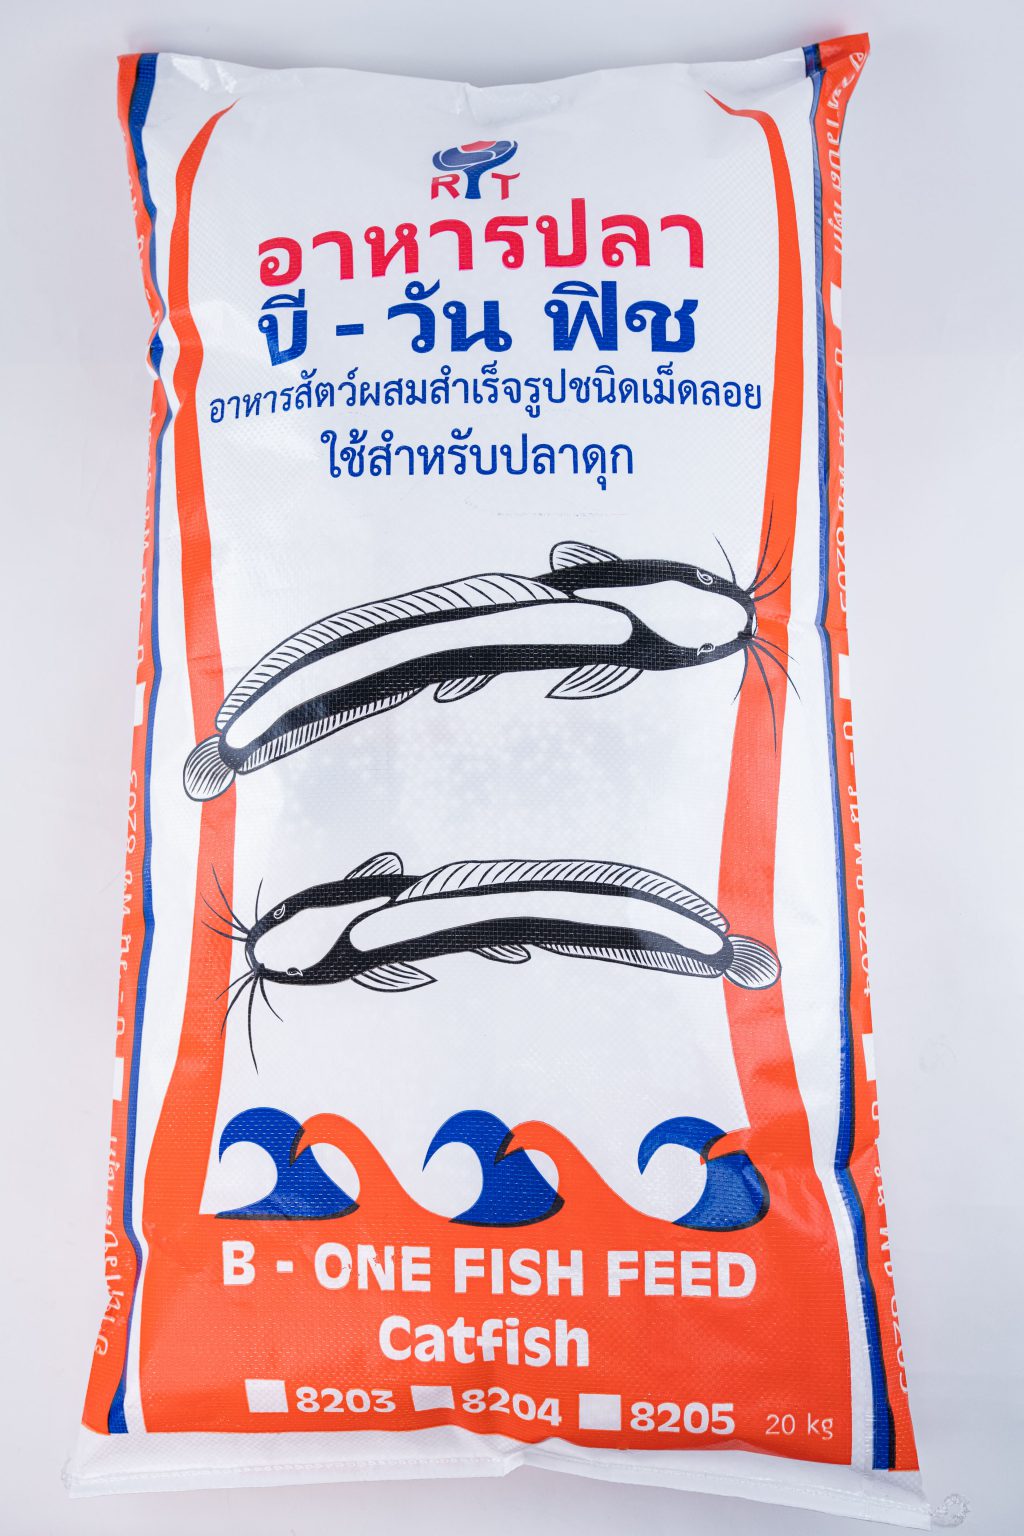 RYT
อาหารปลา
บี - วัน ฟิช
อาหารสัตว์ผสมสำเร็จรูปชนิดเม็ดลอย
ใช้สำหรับปลาดุก
B - ONE FISH FEED
Catfish
8203 8204 8205 20 kg